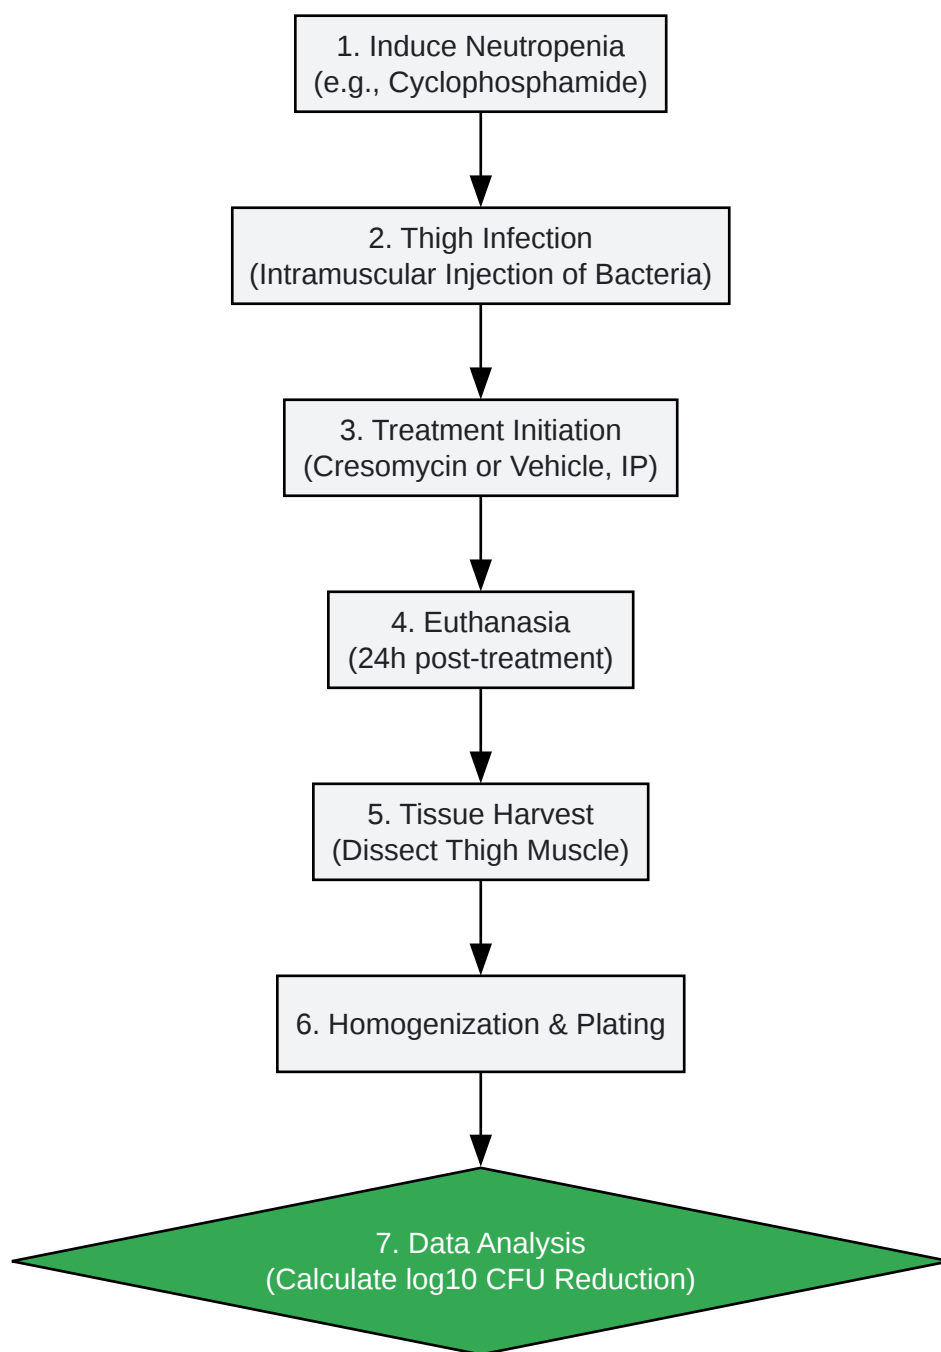 1. Induce Neutropenia
(e.g., Cyclophosphamide)
2. Thigh Infection
(Intramuscular Injection of Bacteria)
3. Treatment Initiation
(Cresomycin or Vehicle, IP)
4. Euthanasia
(24h post-treatment)
5. Tissue Harvest
(Dissect Thigh Muscle)
6. Homogenization & Plating
7. Data Analysis
(Calculate log10 CFU Reduction)